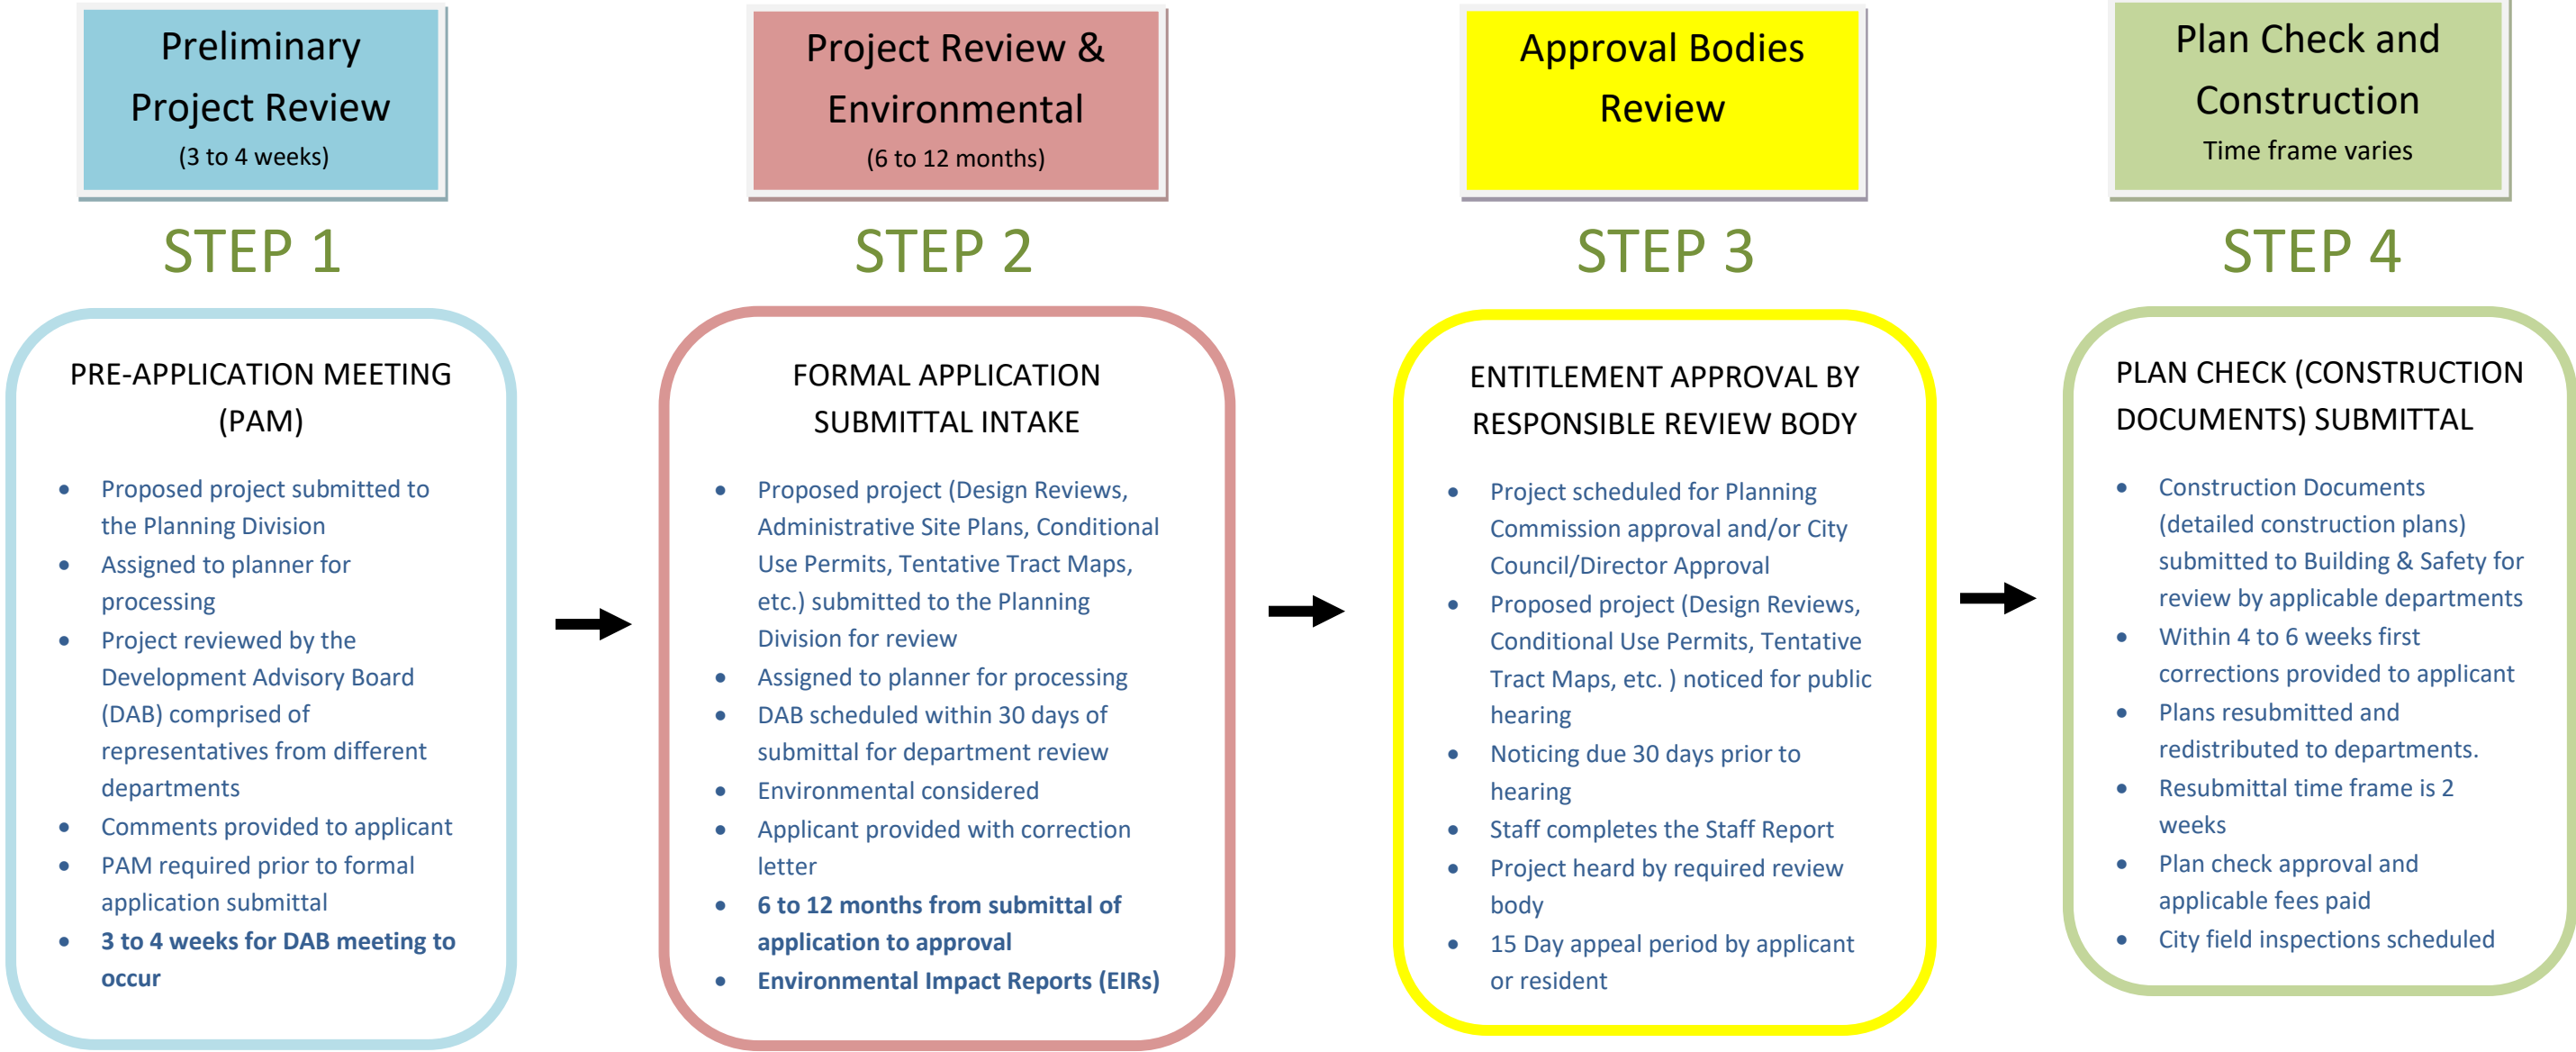 Preliminary
Project Review
(3 to 4 weeks)
STEP 1
PRE-APPLICATION MEETING
(PAM)
• Proposed project submitted to
the Planning Division
• Assigned to planner for
processing
• Project reviewed by the
Development Advisory Board
(DAB) comprised of
representatives from different
departments
• Comments provided to applicant
• PAM required prior to formal
application submittal
• 3 to 4 weeks for DAB meeting to
occur
Project Review &
Environmental
(6 to 12 months)
STEP 2
FORMAL APPLICATION
SUBMITTAL INTAKE
• Proposed project (Design Reviews,
Administrative Site Plans, Conditional
Use Permits, Tentative Tract Maps,
etc.) submitted to the Planning
Division for review
• Assigned to planner for processing
• DAB scheduled within 30 days of
submittal for department review
• Environmental considered
• Applicant provided with correction
letter
• 6 to 12 months from submittal of
application to approval
• Environmental Impact Reports (EIRs)
Approval Bodies
Review
STEP 3
ENTITLEMENT APPROVAL BY
RESPONSIBLE REVIEW BODY
• Project scheduled for Planning
Commission approval and/or City
Council/Director Approval
• Proposed project (Design Reviews,
Conditional Use Permits, Tentative
Tract Maps, etc. ) noticed for public
hearing
• Noticing due 30 days prior to
hearing
• Staff completes the Staff Report
• Project heard by required review
body
• 15 Day appeal period by applicant
or resident
Plan Check and
Construction
Time frame varies
STEP 4
PLAN CHECK (CONSTRUCTION
DOCUMENTS) SUBMITTAL
• Construction Documents
(detailed construction plans)
submitted to Building & Safety for
review by applicable departments
• Within 4 to 6 weeks first
corrections provided to applicant
• Plans resubmitted and
redistributed to departments.
• Resubmittal time frame is 2
weeks
• Plan check approval and
applicable fees paid
• City field inspections scheduled